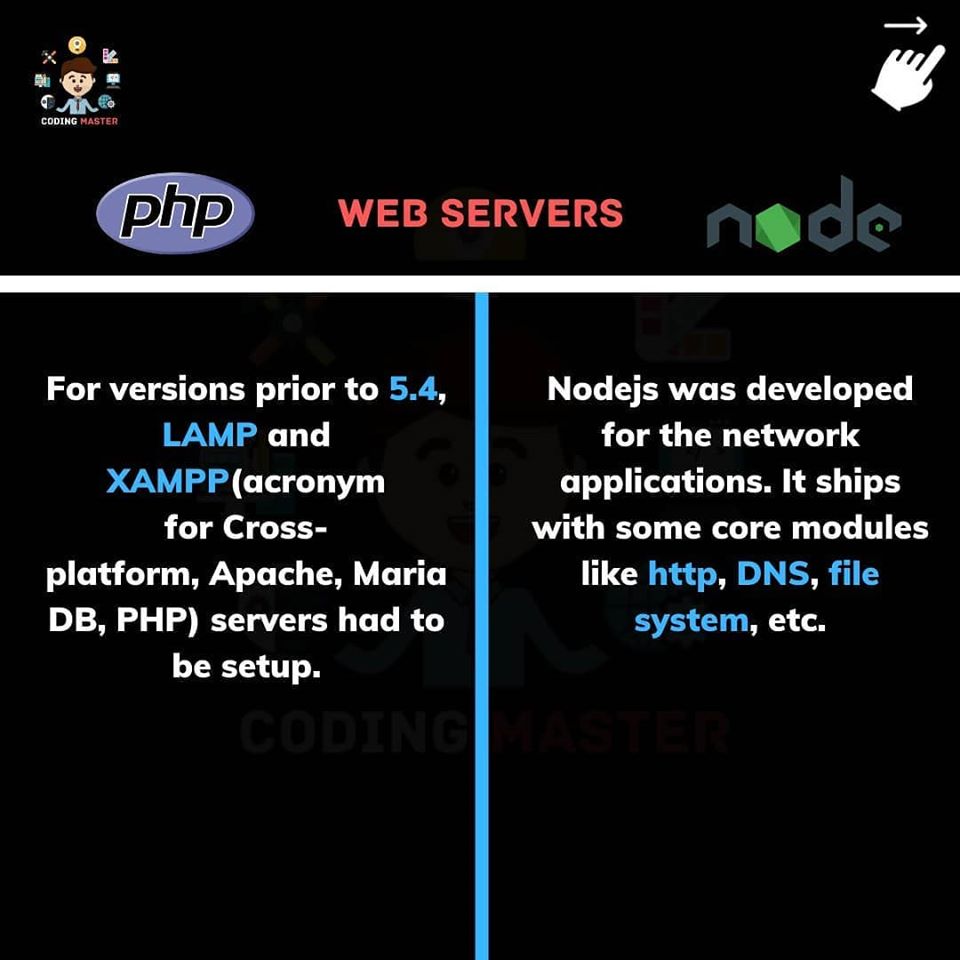 CODING MASTER
php
WEB SERVERS
node
For versions prior to 5.4,
LAMP and
XAMPP(acronym
for Cross-
platform, Apache, Maria
DB, PHP) servers had to
be setup.
Nodejs was developed
for the network
applications. It ships
with some core modules
like http, DNS, file
system, etc.
CODING MASTER